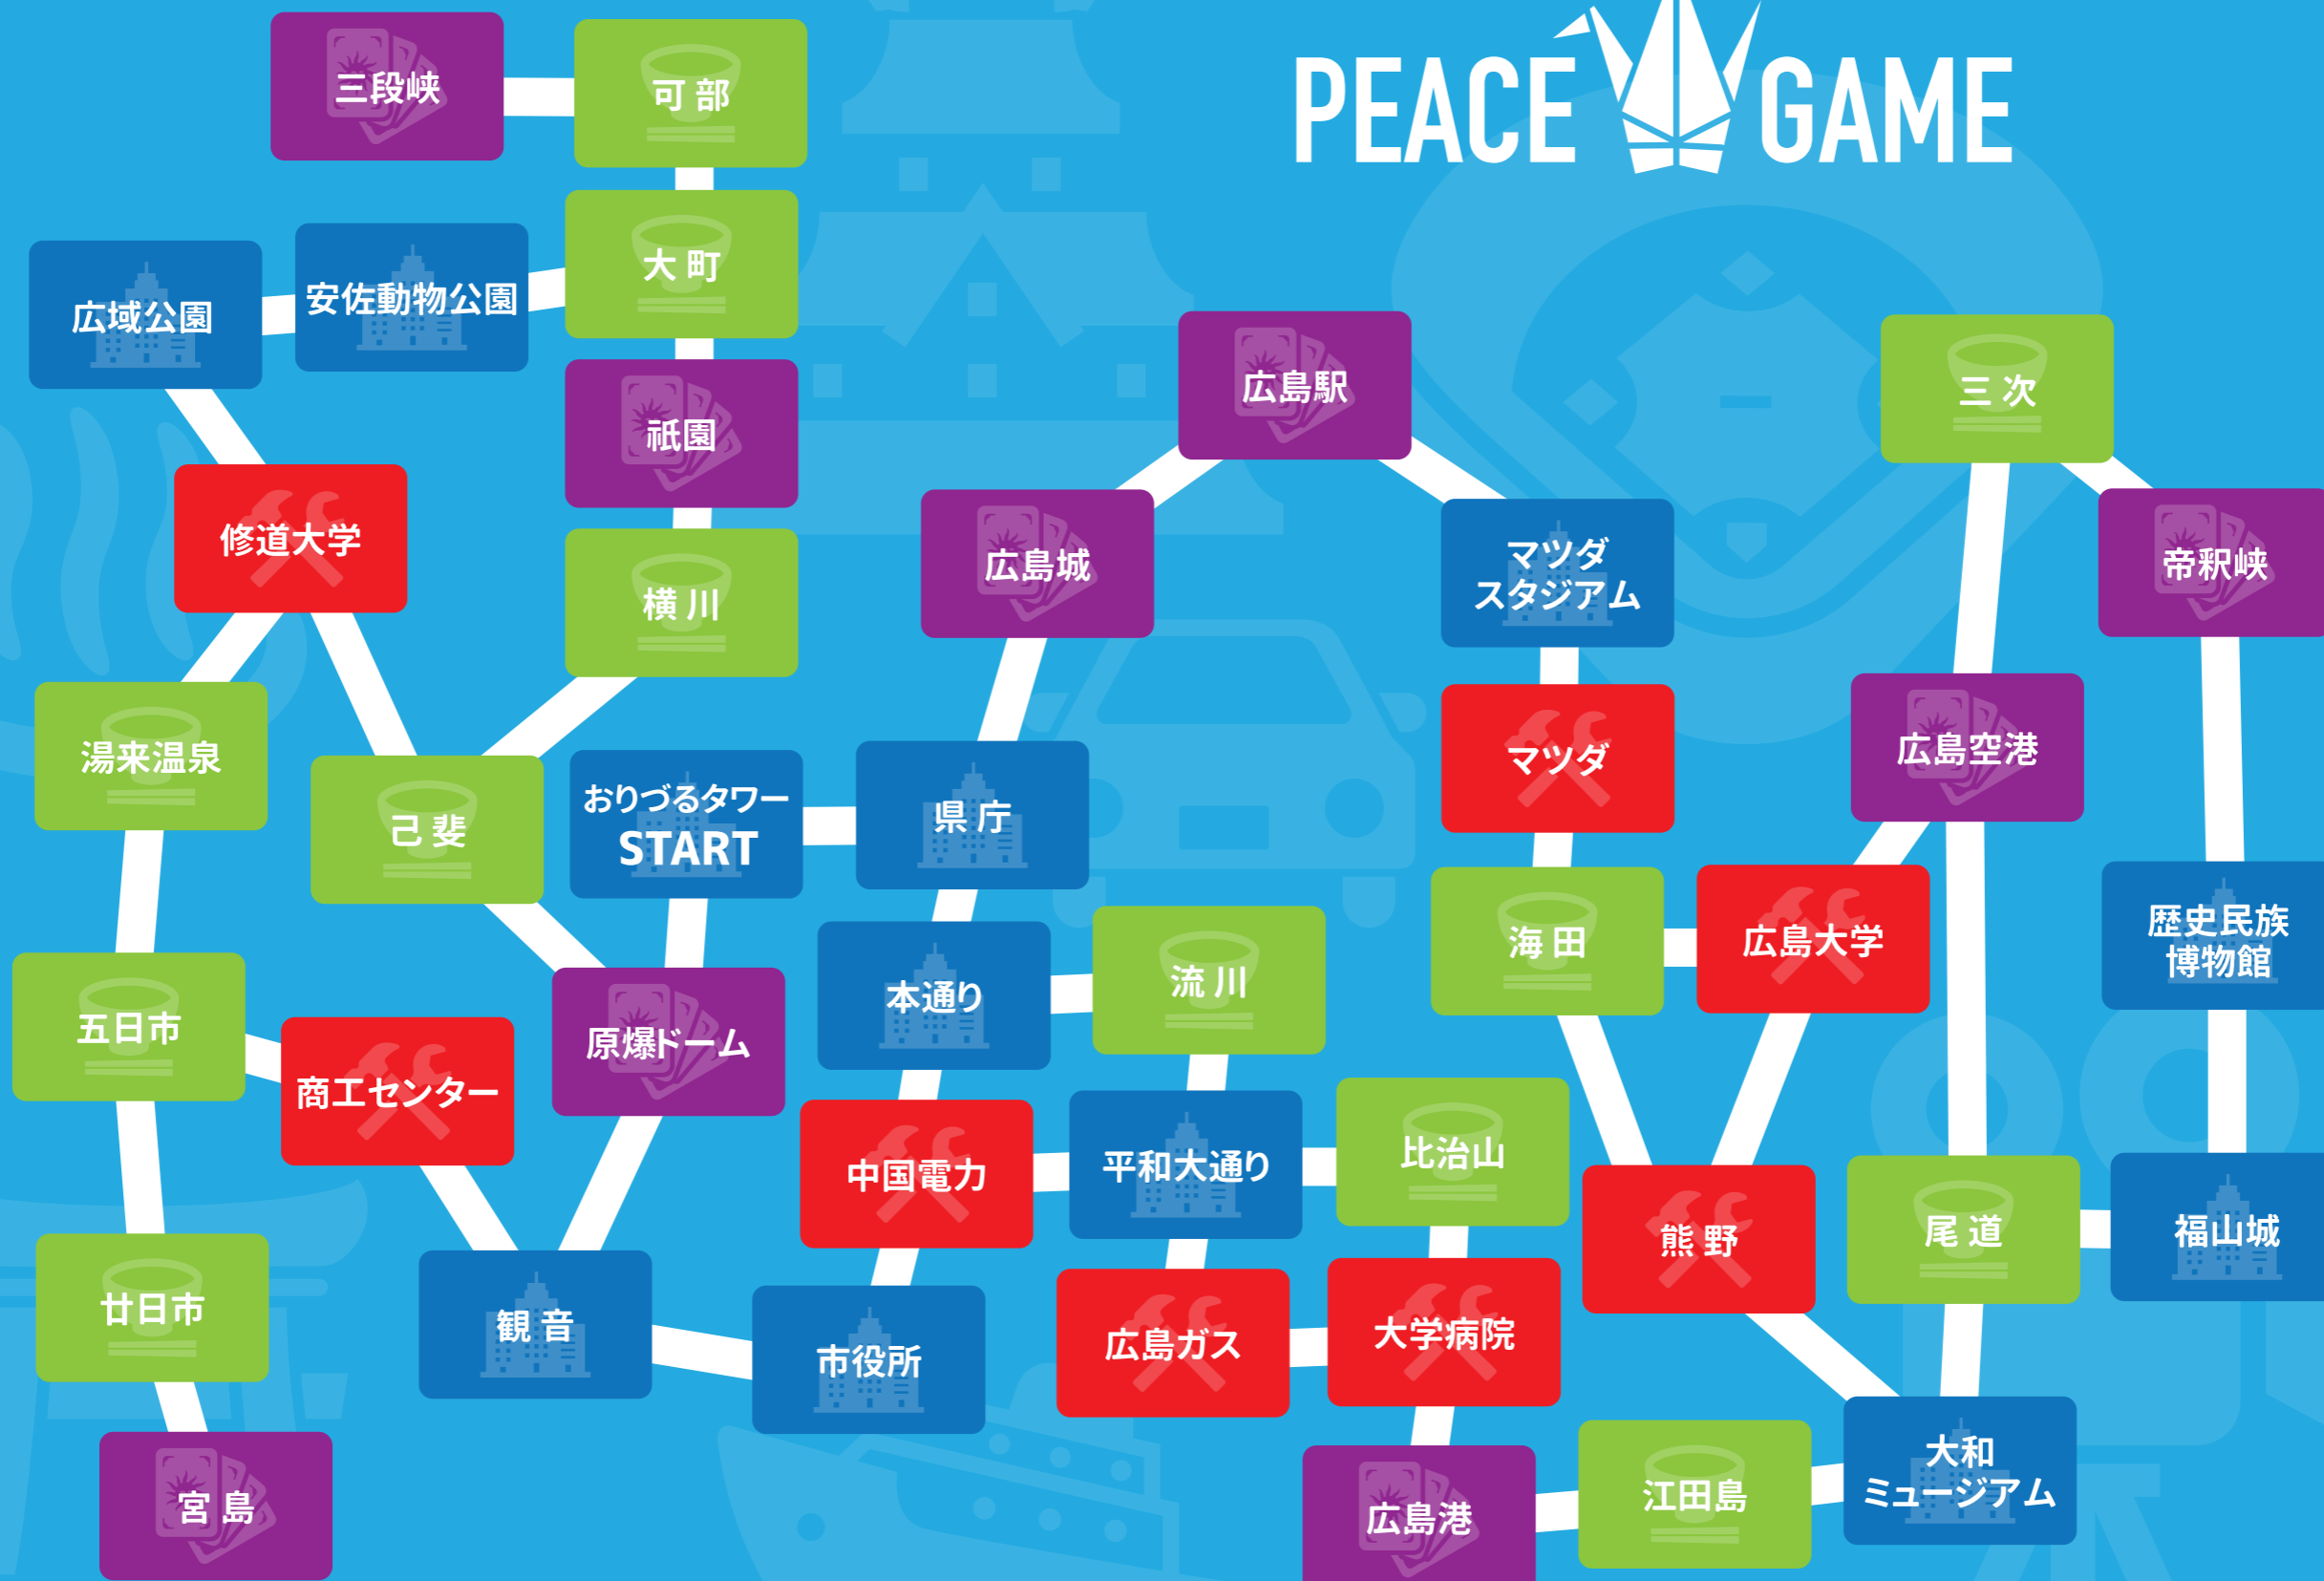 PEACE GAME
三段峡
可部
大町
安佐動物公園
広域公園
祇園
広島駅
三次
修道大学
横川
広島城
マツダ
スタジアム
帝釈峡
湯来温泉
己斐
おりづるタワー
START
県庁
マツダ
広島空港
五日市
商工センター
原爆ドーム
本通り
流川
海田
広島大学
歴史民族
博物館
廿日市
観音
中国電力
平和大通り
比治山
熊野
尾道
福山城
市役所
広島ガス
大学病院
宮島
広島港
江田島
大和
ミュージアム